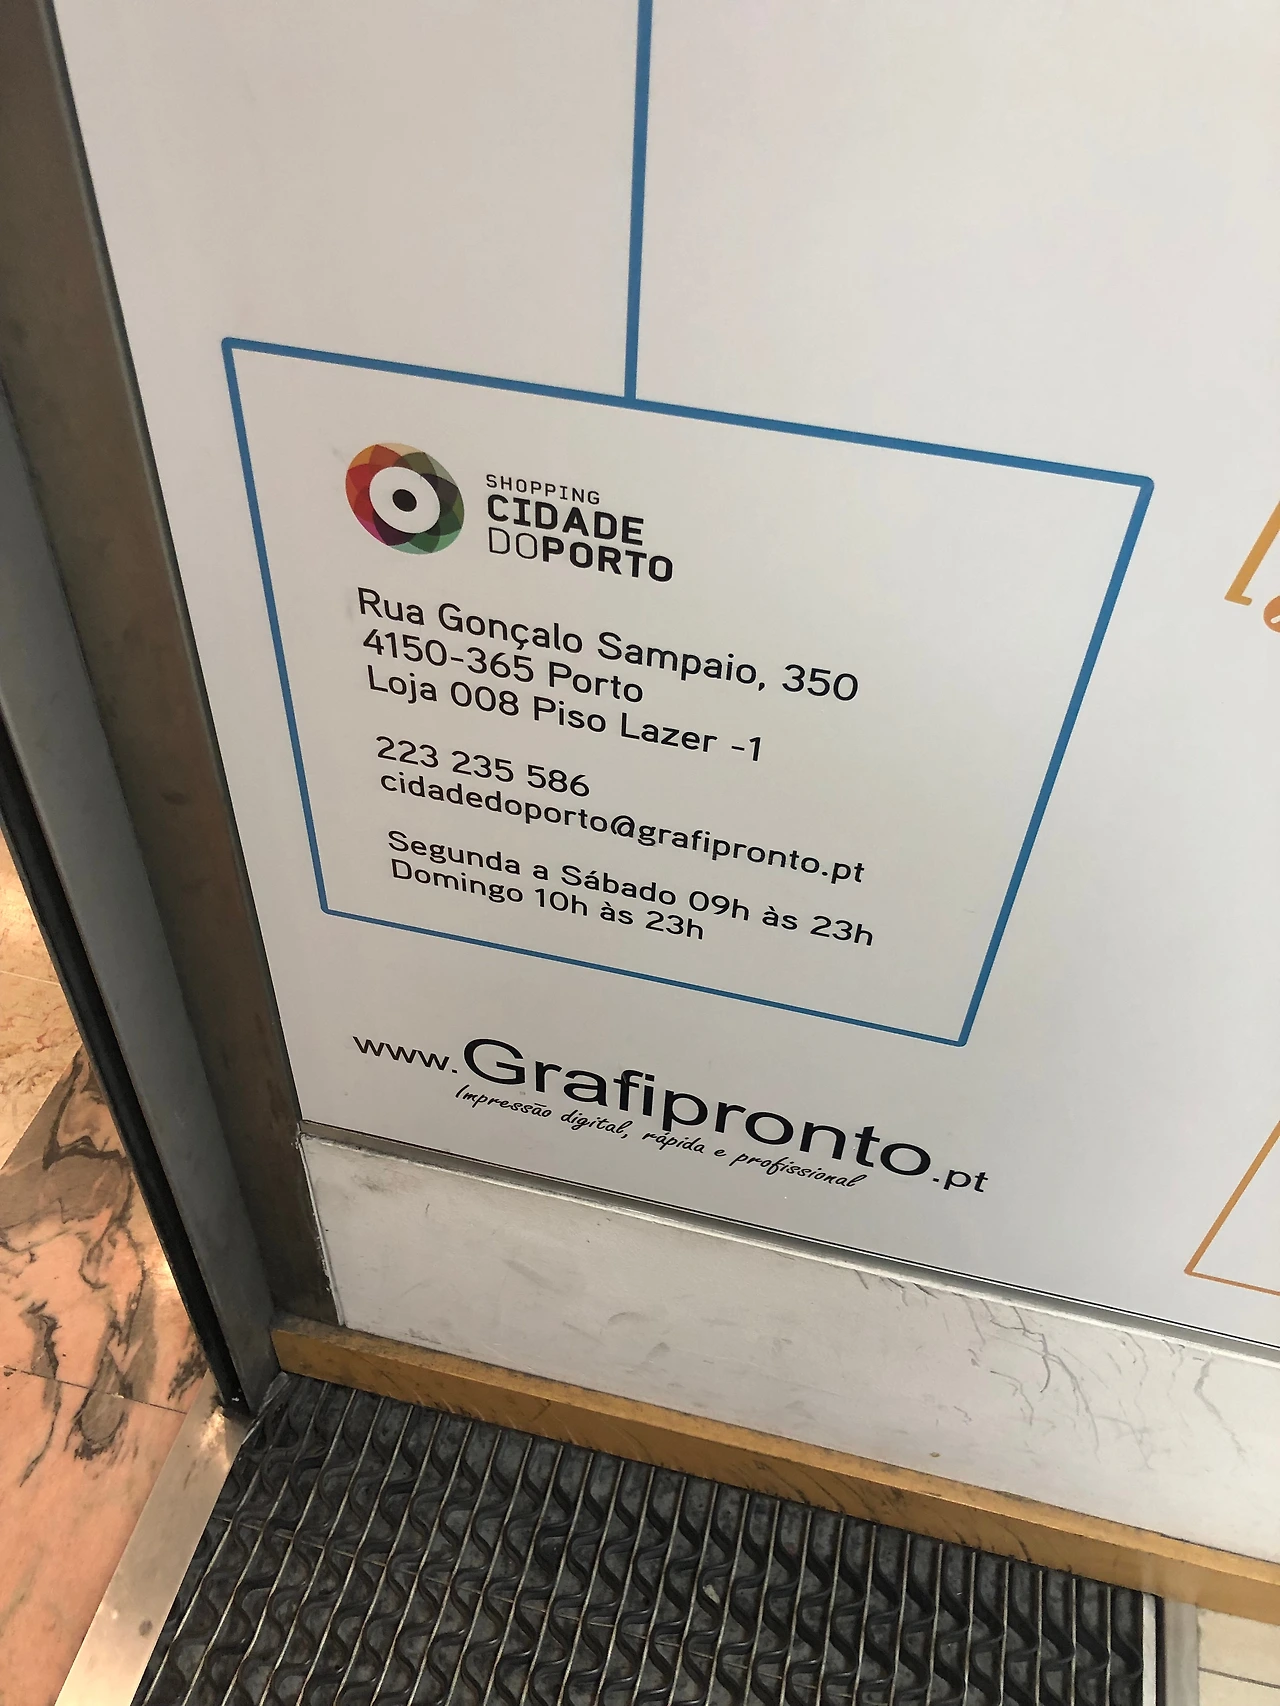 SHOPPING
CIDADE
DOPORTO
Rua Gonçalo Sampaio, 350
4150-365 Porto
Loja 008 Piso Lazer -1
223 235 586
cidadedoporto@grafipronto.pt
Segunda a Sábado 09h às 23h
Domingo 10h às 23h
www.Grafipronto.pt
Impressão digital, rápida e profissional